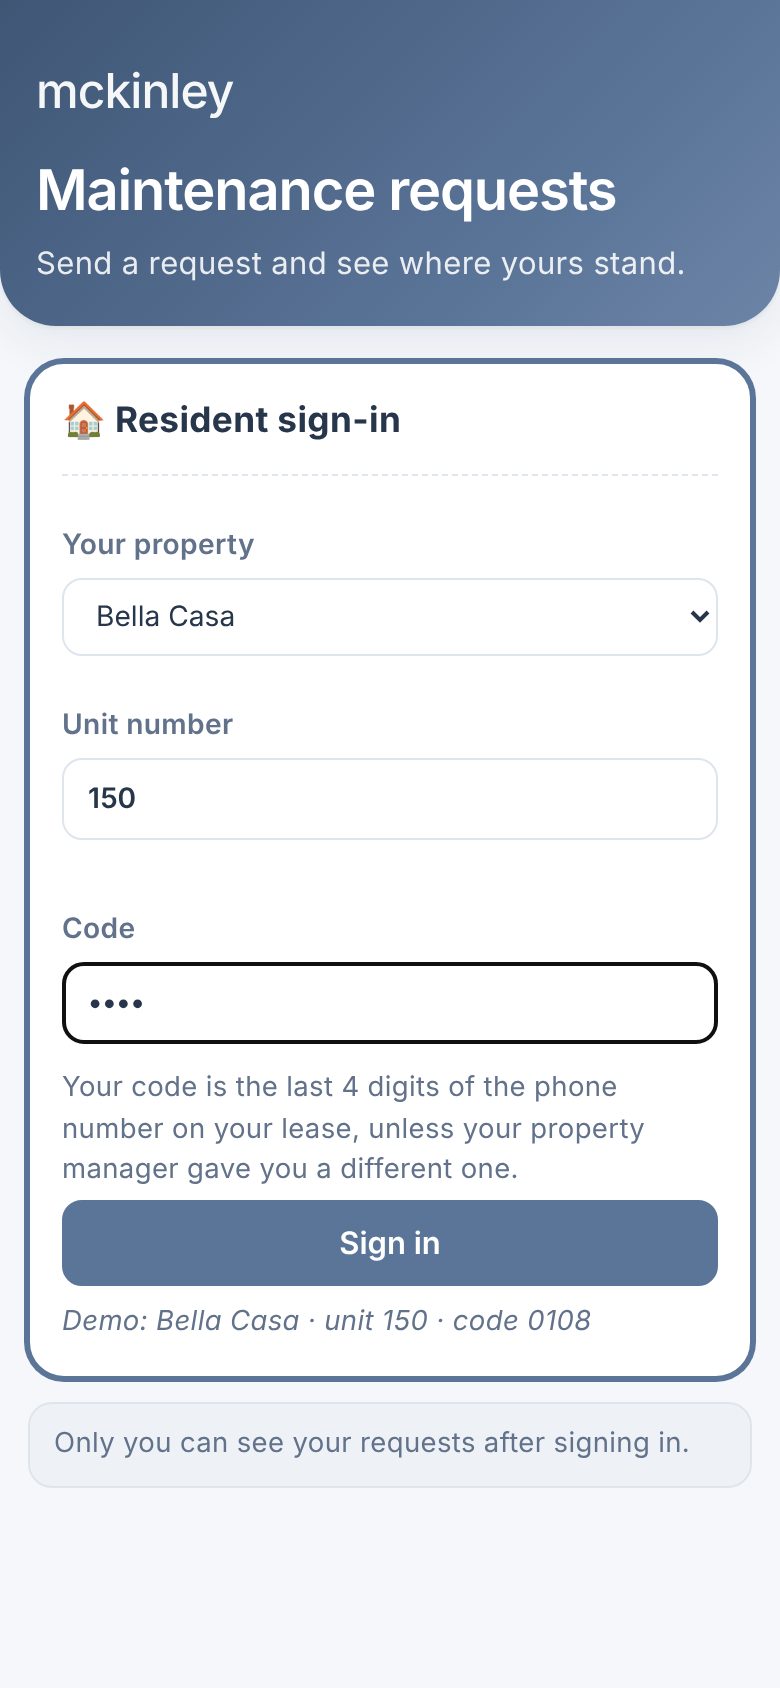 mckinley
Maintenance requests
Send a request and see where yours stand.
Resident sign-in
Your property
Bella Casa
Unit number
150
Code
••••
Your code is the last 4 digits of the phone
number on your lease, unless your property
manager gave you a different one.
Sign in
Demo: Bella Casa · unit 150 · code 0108
Only you can see your requests after signing in.